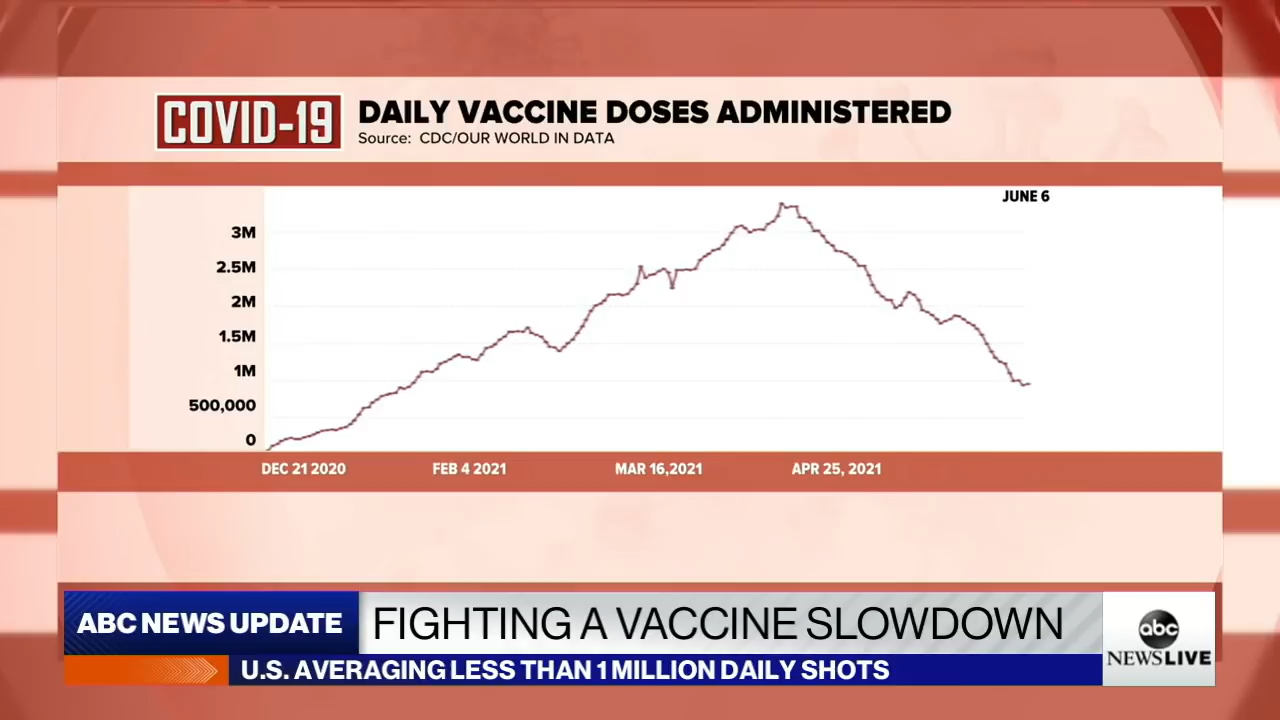 COVID-19
DAILY VACCINE DOSES ADMINISTERED
Source: CDC/OUR WORLD IN DATA
JUNE 6
3M
2.5M
2M
1.5M
1M
500,000
0
DEC 21 2020 FEB 4 2021 MAR 16,2021 APR 25, 2021
ABC NEWS UPDATE
FIGHTING A VACCINE SLOWDOWN
U.S. AVERAGING LESS THAN 1 MILLION DAILY SHOTS
abc
NEWSLIVE